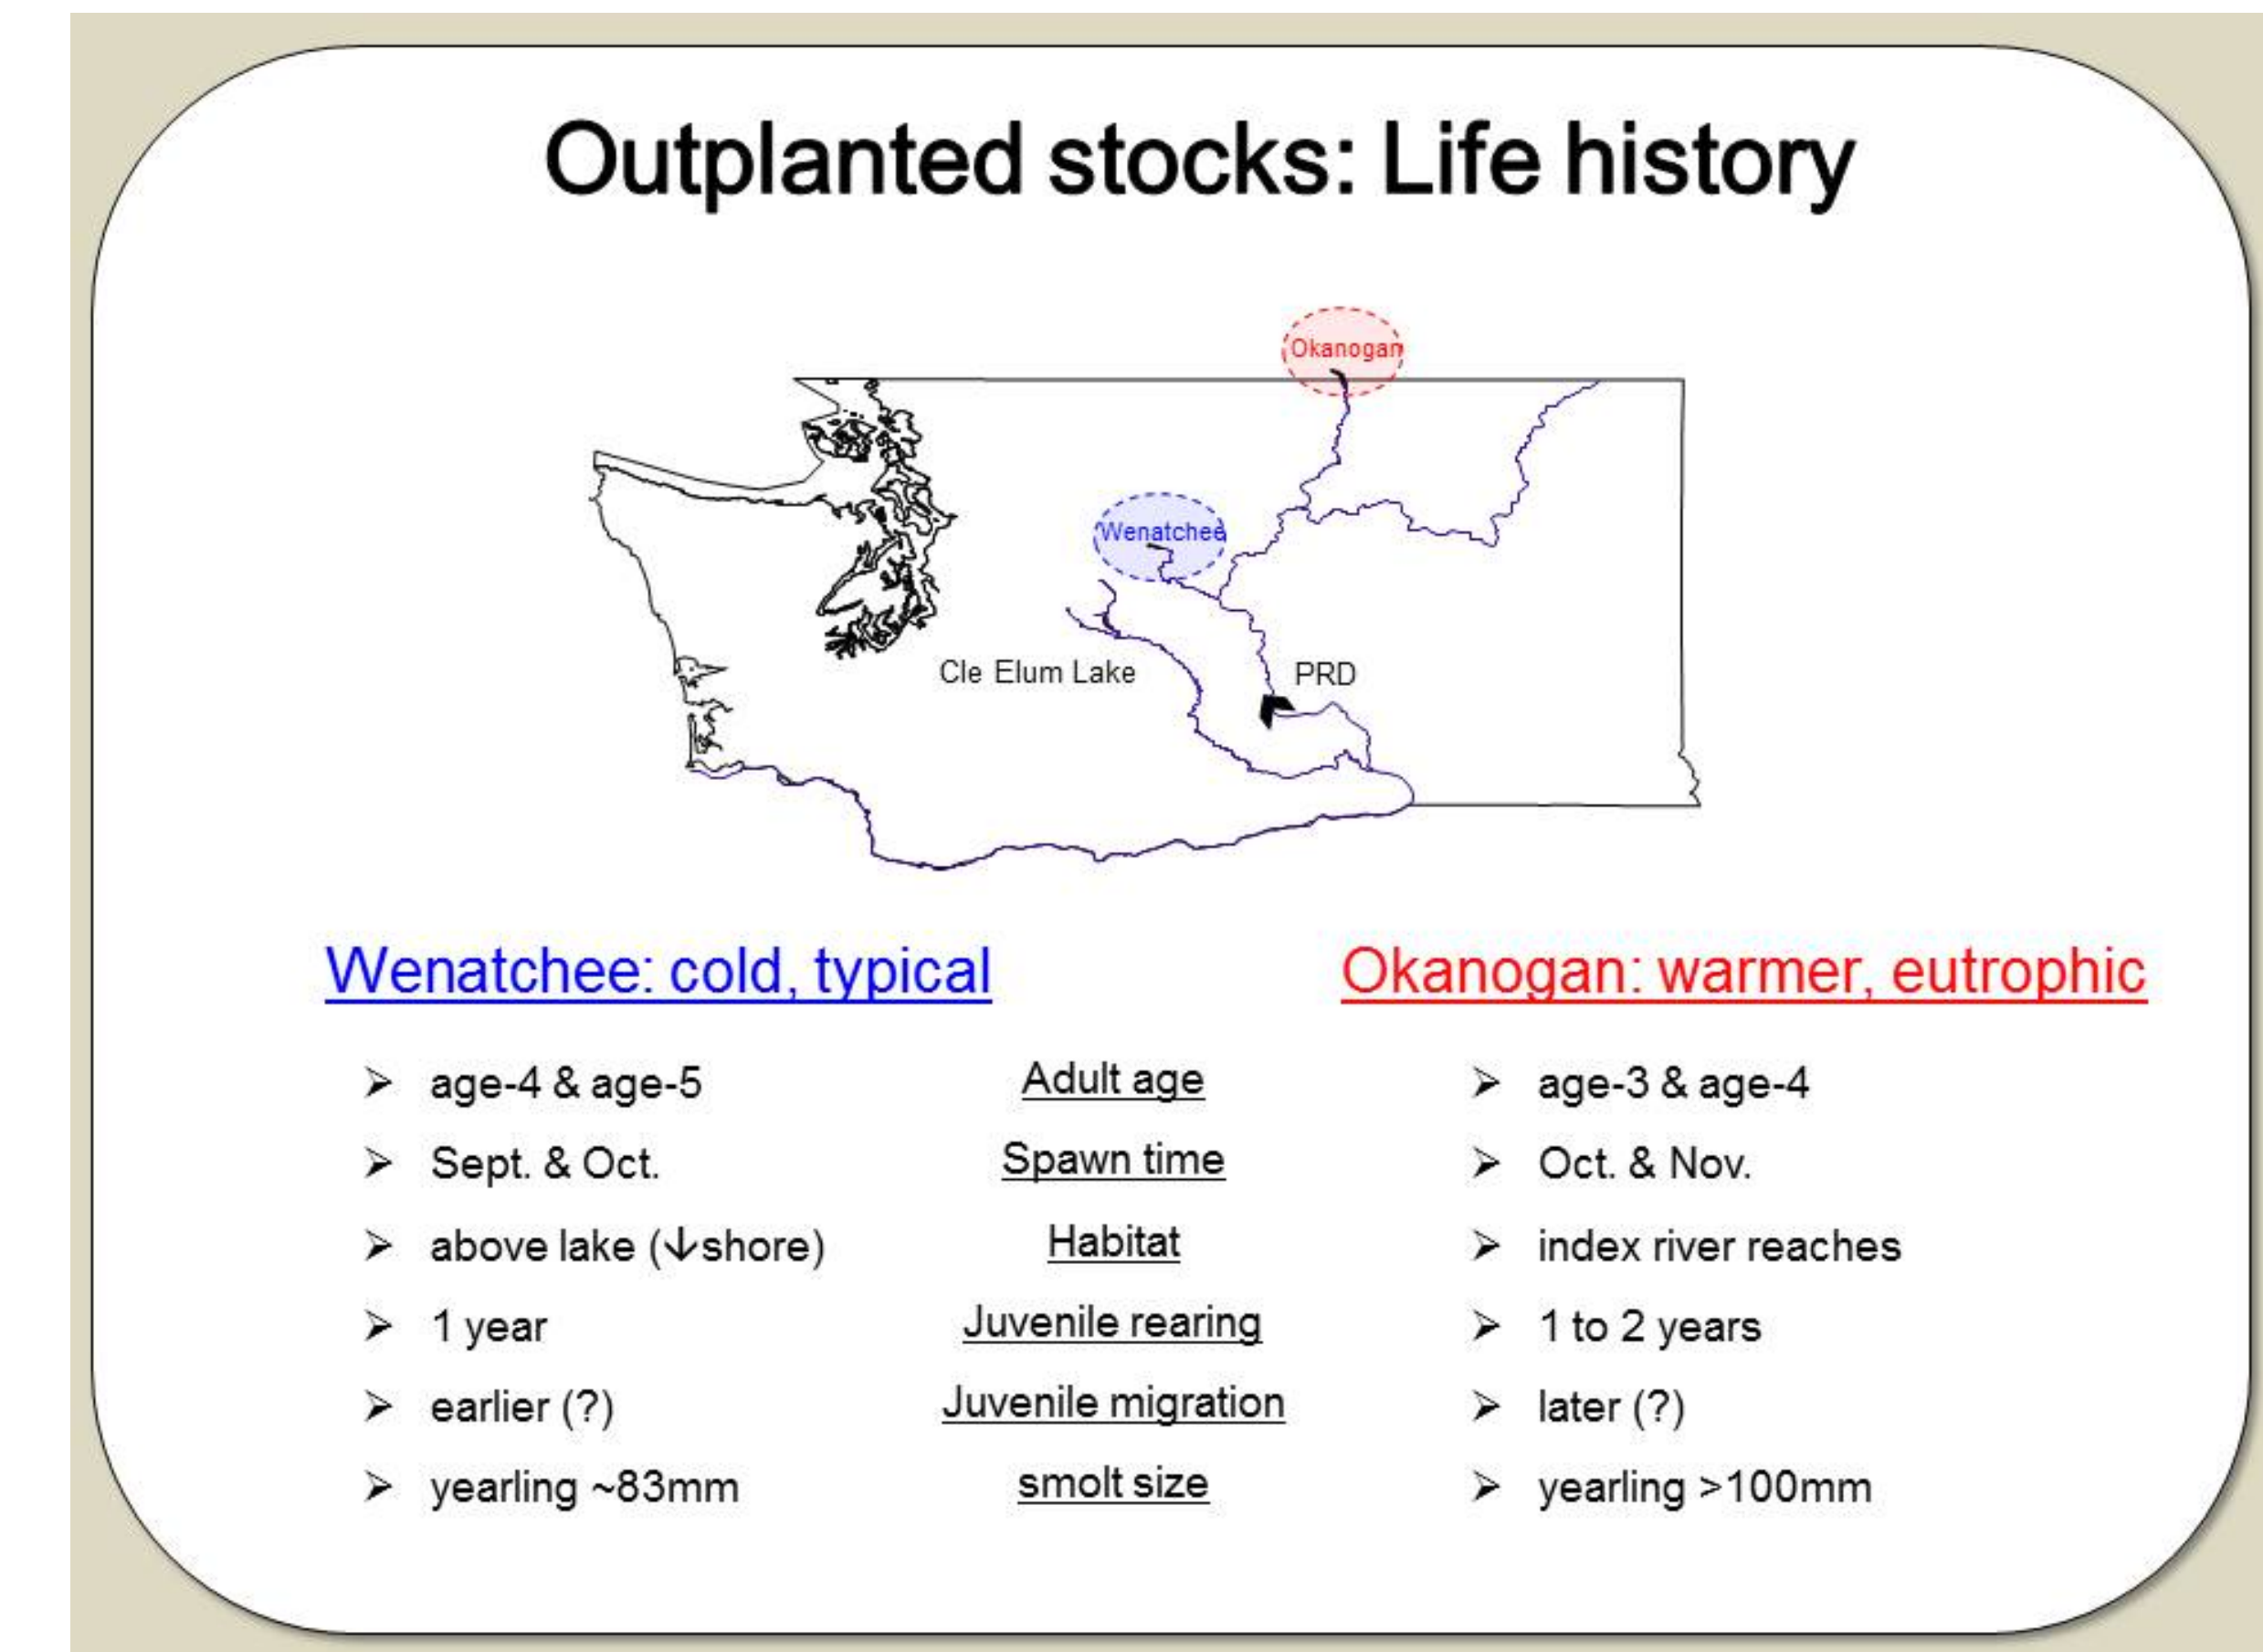 Outplanted stocks: Life history
Okanogan
Wenatchee
Cle Elum Lake
PRD
Wenatchee: cold, typical
Okanogan: warmer, eutrophic
➢ age-4 & age-5
Adult age
➢ age-3 & age-4
➢ Sept. & Oct.
Spawn time
➢ Oct. & Nov.
➢ above lake (↓shore)
Habitat
➢ index river reaches
➢ 1 year
Juvenile rearing
➢ 1 to 2 years
➢ earlier (?)
Juvenile migration
➢ later (?)
➢ yearling ~83mm
smolt size
➢ yearling >100mm